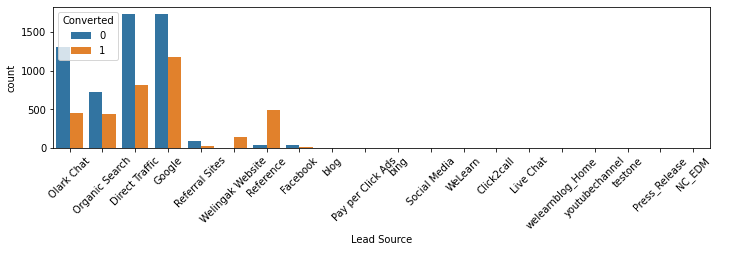 Converted
0
1
1500
1000
500
0
count
Olark Chat
Organic Search
Direct Traffic
Google
Referral Sites
Welingak Website
Reference
Facebook
blog
Pay per Click Ads
bing
Social Media
WeLearn
Click2call
Live Chat
welearnblog_Home
youtubechannel
testone
Press_Release
NC_EDM
Lead Source